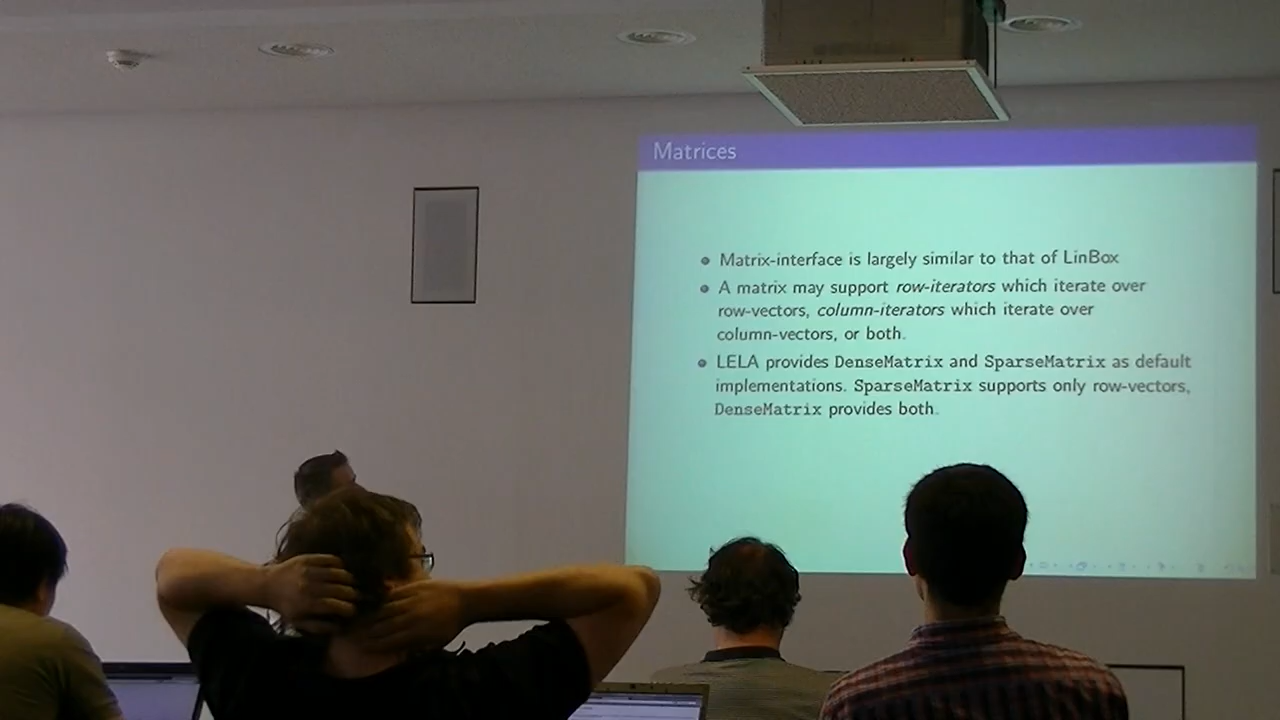 Matrices
Matrix-interface is largely similar to that of LinBox
A matrix may support row-iterators which iterate over
row-vectors, column-iterators which iterate over
column-vectors, or both.
LELA provides DenseMatrix and SparseMatrix as default
implementations. SparseMatrix supports only row-vectors,
DenseMatrix provides both.